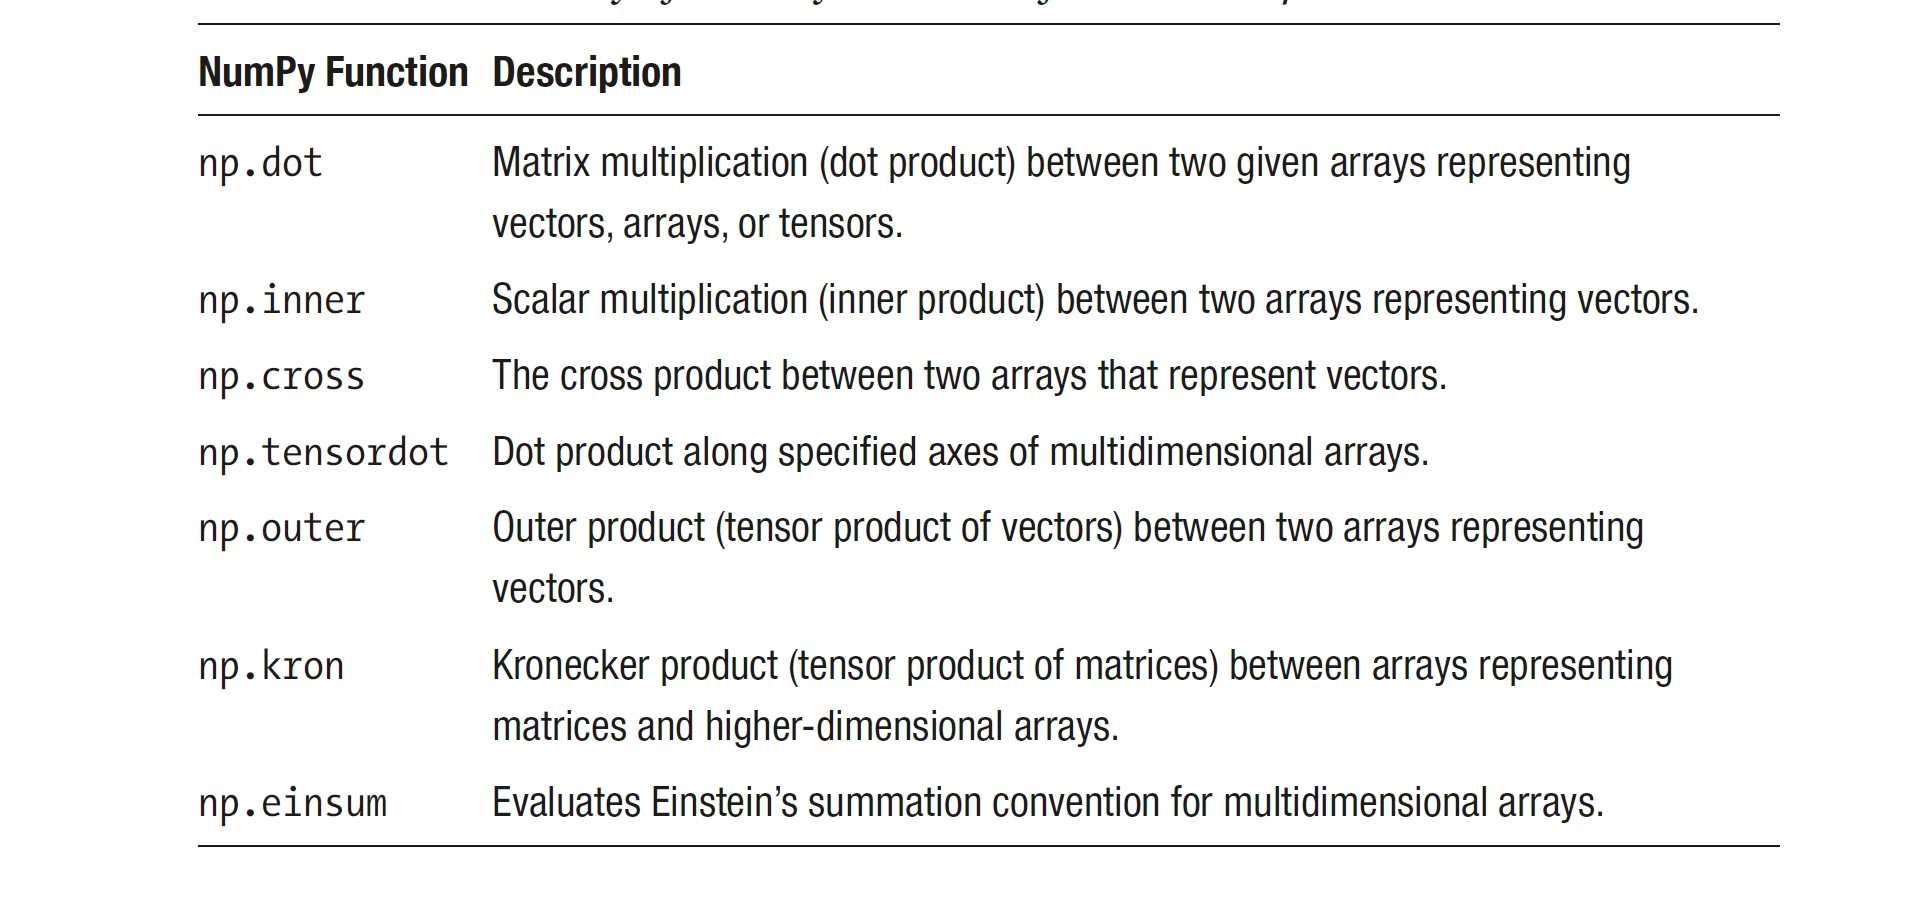 NumPy Function Description
np.dot Matrix multiplication (dot product) between two given arrays representing
vectors, arrays, or tensors.
np.inner Scalar multiplication (inner product) between two arrays representing vectors.
np.cross The cross product between two arrays that represent vectors.
np.tensordot Dot product along specified axes of multidimensional arrays.
np.outer Outer product (tensor product of vectors) between two arrays representing
vectors.
np.kron Kronecker product (tensor product of matrices) between arrays representing
matrices and higher-dimensional arrays.
np.einsum Evaluates Einstein’s summation convention for multidimensional arrays.